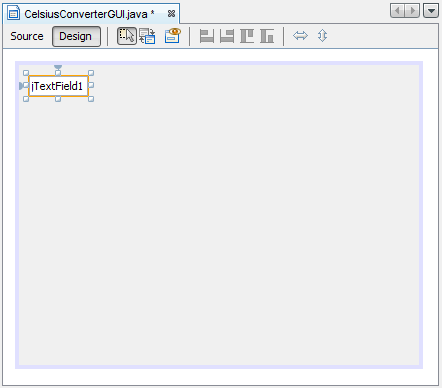 CelsiusConverterGUI.java *
Source Design
jTextField1